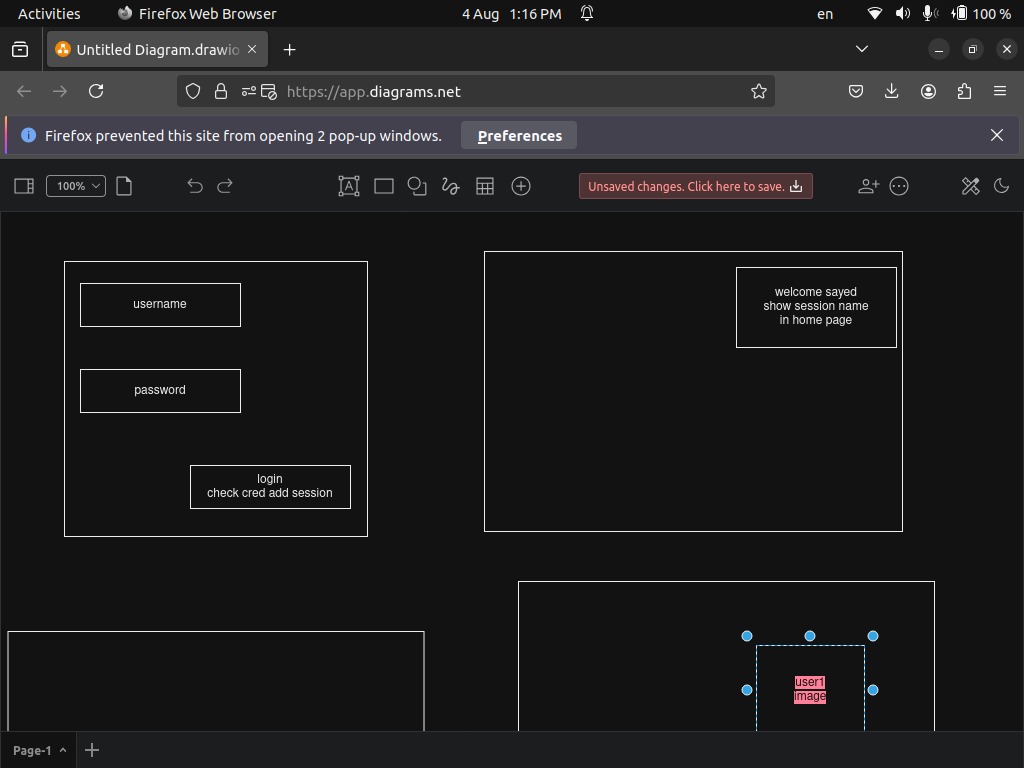 Activities
Firefox Web Browser
4 Aug 1:16 PM
en
100 %
Untitled Diagram.drawio
https://app.diagrams.net
Firefox prevented this site from opening 2 pop-up windows.
Preferences
100%
Unsaved changes. Click here to save.
username
password
login
check cred add session
welcome sayed
show session name
in home page
user1
image
Page-1